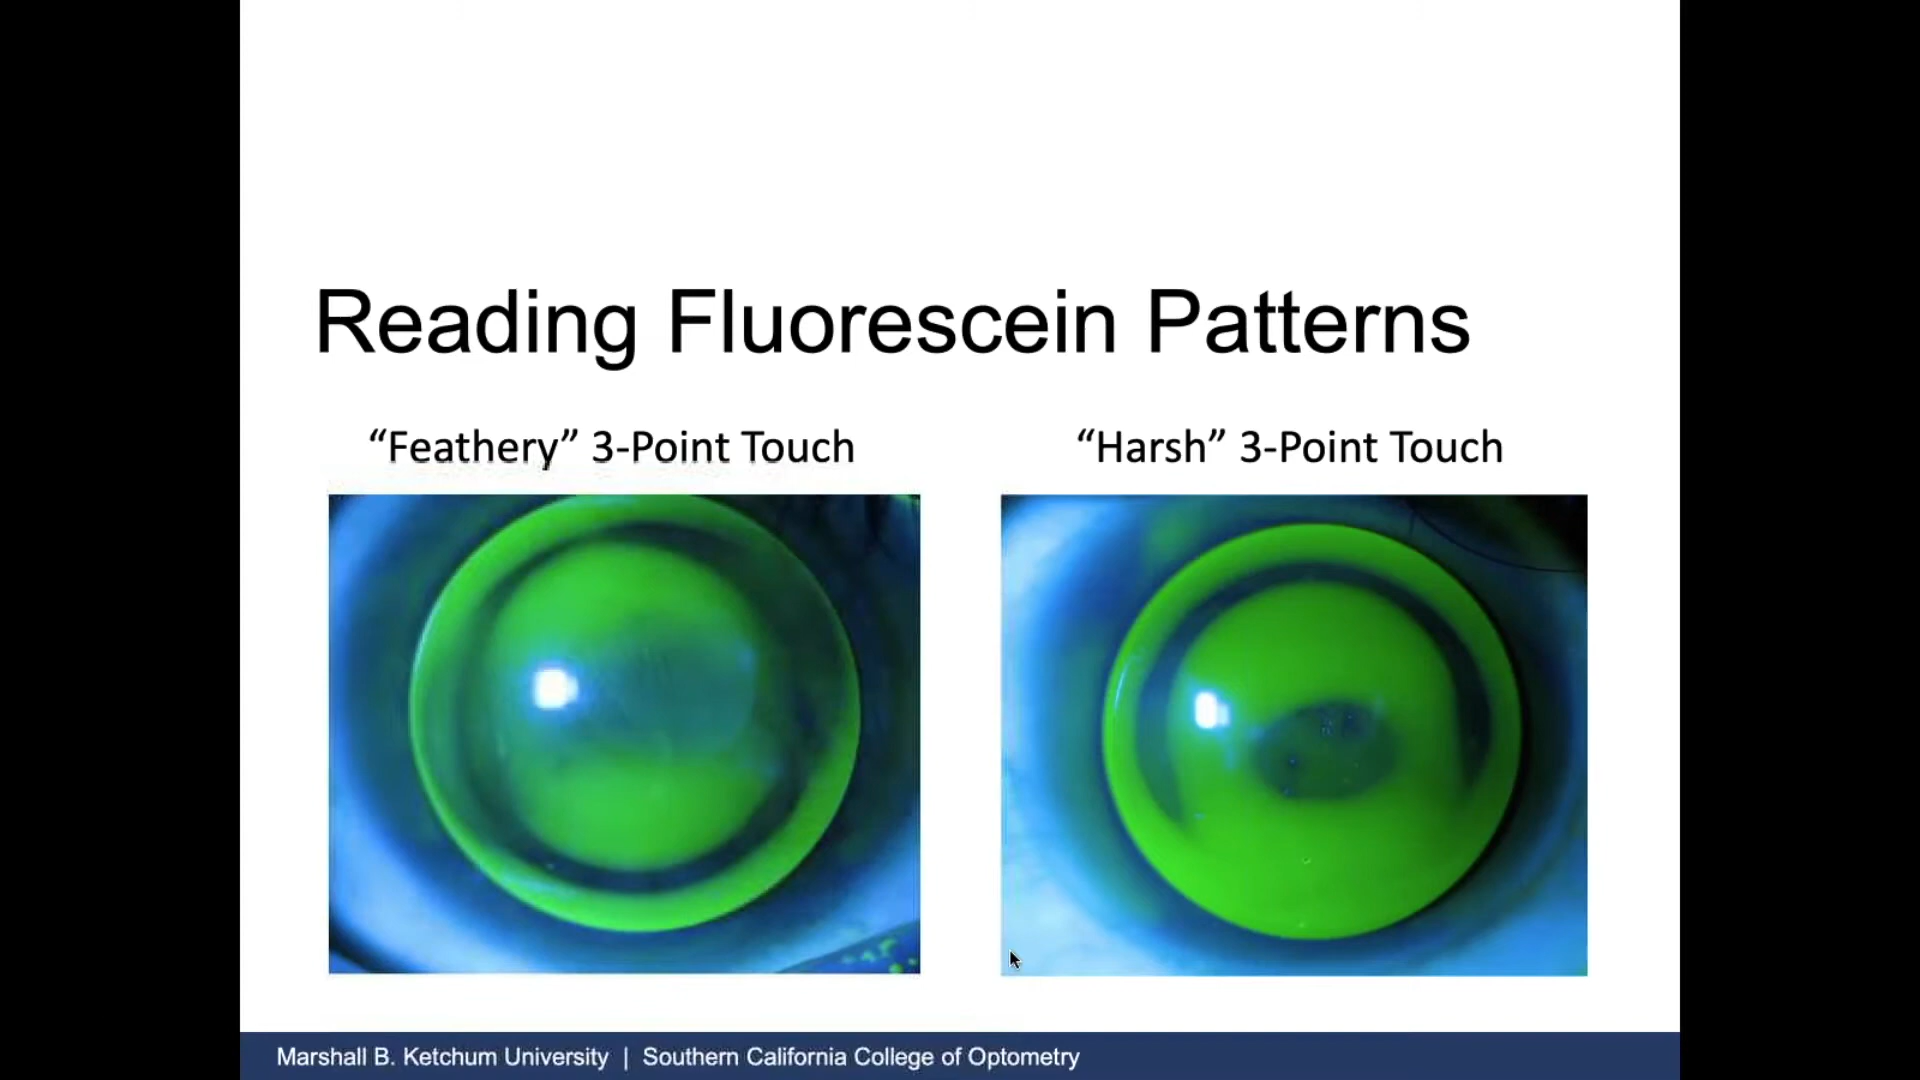 Reading Fluorescein Patterns
“Feathery” 3-Point Touch
“Harsh” 3-Point Touch
Marshall B. Ketchum University | Southern California College of Optometry